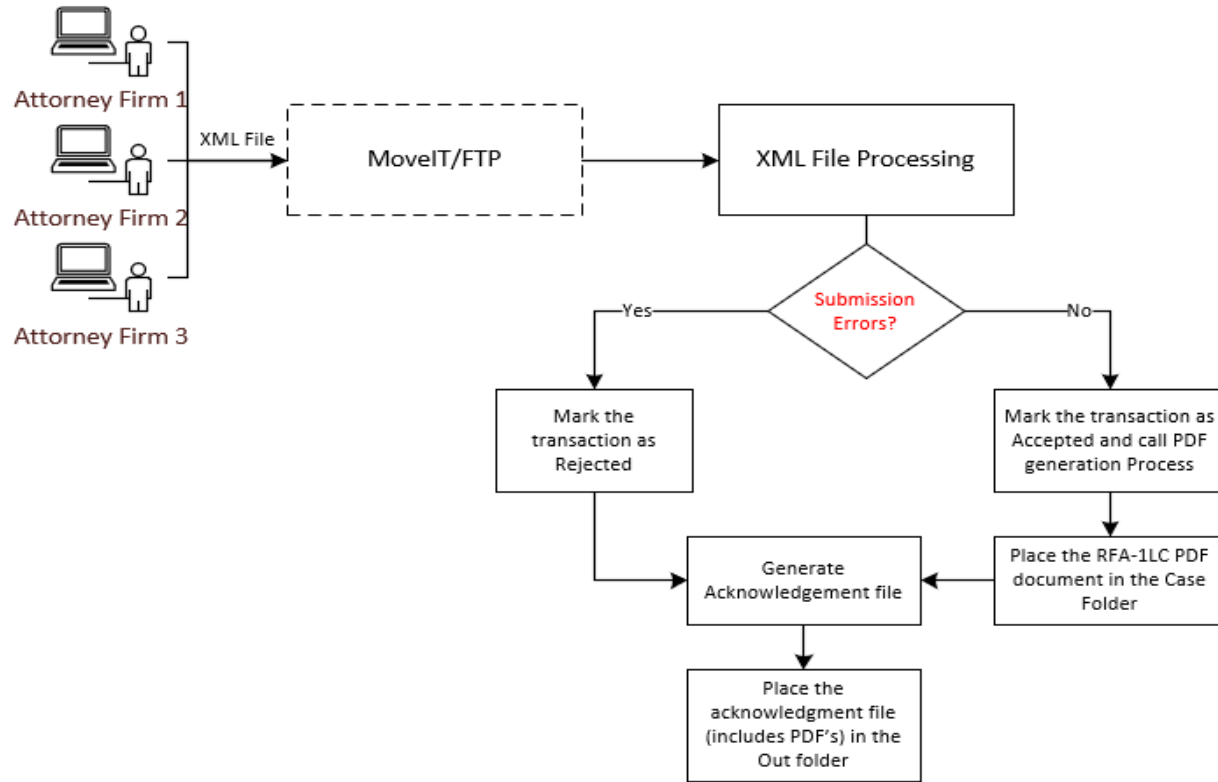 Attorney Firm 1
XML File
MoveIT/FTP
XML File Processing
Attorney Firm 2
Attorney Firm 3
Submission
Errors?
Yes
No
Mark the
transaction as
Rejected
Mark the transaction as
Accepted and call PDF
generation Process
Place the RFA-1LC PDF
document in the Case
Folder
Generate
Acknowledgement file
Place the
acknowledgment file
(includes PDF's) in the
Out folder